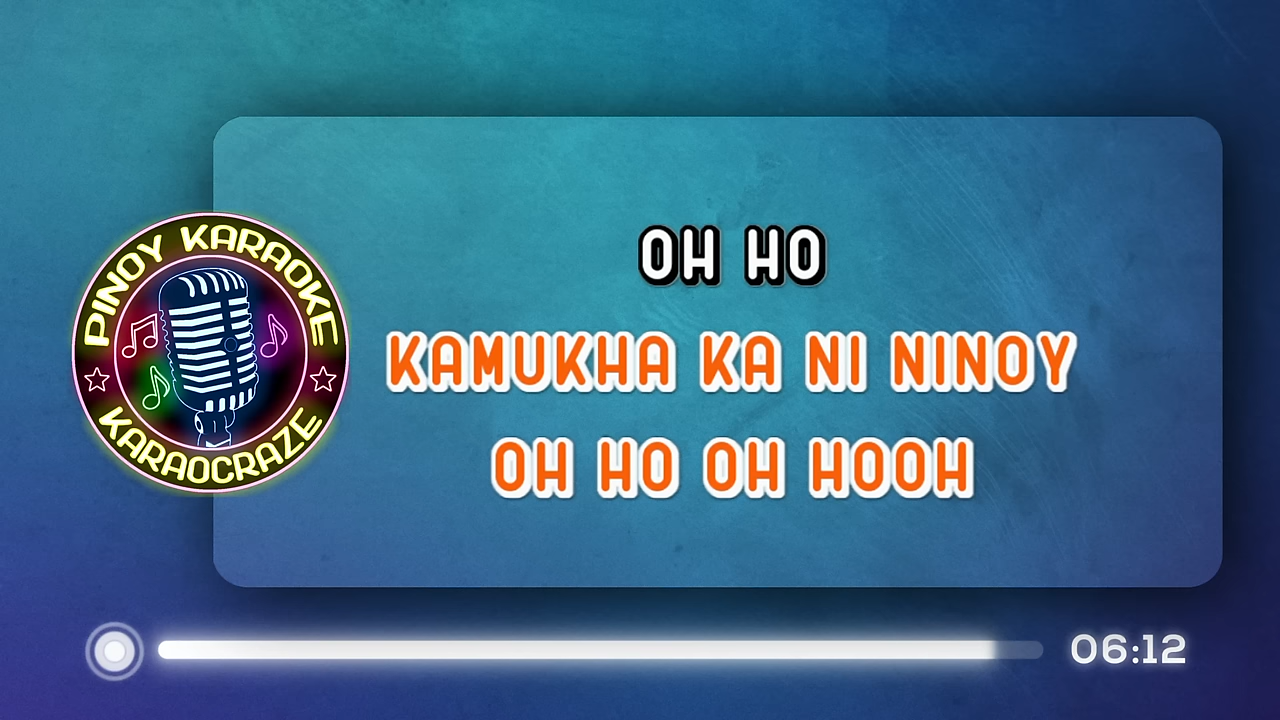 PINOY KARAOKE
KARAOCRAZE
OH HO
KAMUKHA KA NI NINOY
OH HO OH HOOH
06:12